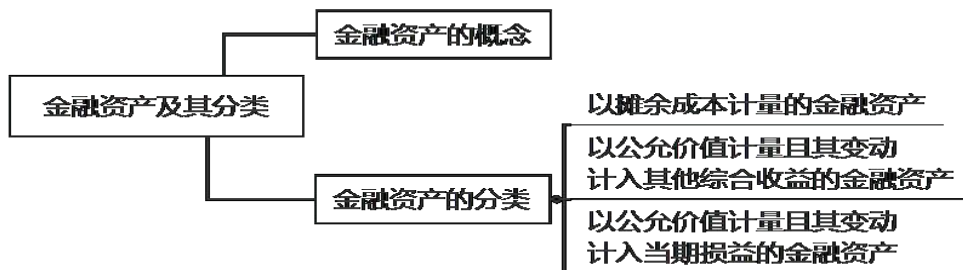 金融资产的概念
金融资产及其分类
以摊余成本计量的金融资产
以公允价值计量且其变动
计入其他综合收益的金融资产
金融资产的分类
以公允价值计量且其变动
计入当期损益的金融资产